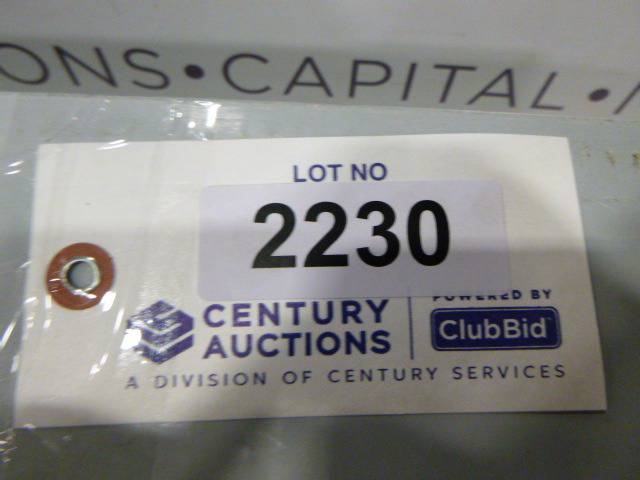 ONS • CAPITAL •
LOT NO
2230
POWERED BY
CENTURY
AUCTIONS
ClubBid
A DIVISION OF CENTURY SERVICES